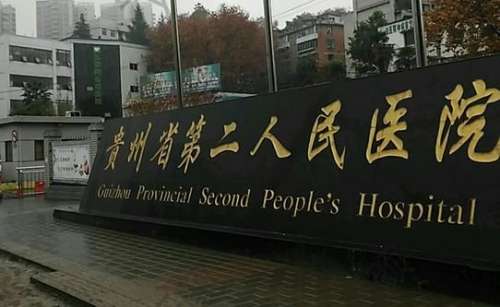 贵州省第二人民医院
Guizhou Provincial Second People's Hospital